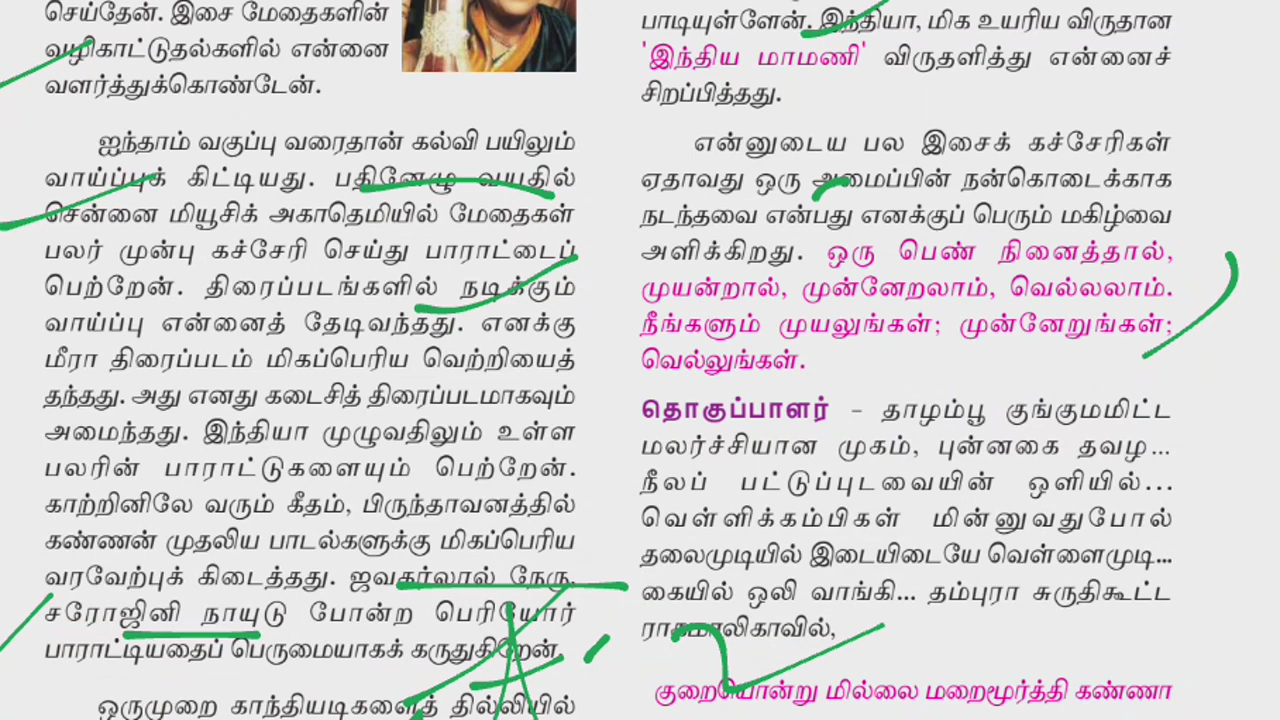 செய்தேன். இசை மேதைகளின்
வழிகாட்டுதல்களில் என்னை
வளர்த்துக்கொண்டேன்.
ஐந்தாம் வகுப்பு வரைதான் கல்வி பயிலும்
வாய்ப்புக் கிட்டியது. பதினேழு வயதில்
சென்னை மியூசிக் அகாதெமியில் மேதைகள்
பலர் முன்பு கச்சேரி செய்து பாராட்டைப்
பெற்றேன். திரைப்படங்களில் நடிக்கும்
வாய்ப்பு என்னைத் தேடிவந்தது. எனக்கு
மீரா திரைப்படம் மிகப்பெரிய வெற்றியைத்
தந்தது. அது எனது கடைசித் திரைப்படமாகவும்
அமைந்தது. இந்தியா முழுவதிலும் உள்ள
பலரின் பாராட்டுகளையும் பெற்றேன்.
காற்றினிலே வரும் கீதம், பிருந்தாவனத்தில்
கண்ணன் முதலிய பாடல்களுக்கு மிகப்பெரிய
வரவேற்புக் கிடைத்தது. ஜவகர்லால் நேரு,
சரோஜினி நாயுடு போன்ற பெரியோர்
பாராட்டியதைப் பெருமையாகக் கருதுகிறேன்.
ஒருமுறை காந்தியடிகளைத் தில்லியில்
பாடியுள்ளேன். இந்தியா, மிக உயரிய விருதான
'இந்திய மாமணி' விருதளித்து என்னைச்
சிறப்பித்தது.
என்னுடைய பல இசைக் கச்சேரிகள்
ஏதாவது ஒரு அமைப்பின் நன்கொடைக்காக
நடந்தவை என்பது எனக்குப் பெரும் மகிழ்வை
அளிக்கிறது. ஒரு பெண் நினைத்தால்,
முயன்றால், முன்னேறலாம், வெல்லலாம்.
நீங்களும் முயலுங்கள்; முன்னேறுங்கள்;
வெல்லுங்கள்.
தொகுப்பாளர் – தாழம்பூ குங்குமமிட்ட
மலர்ச்சியான முகம், புன்னகை தவழ...
நீலப் பட்டுப்புடவையின் ஒளியில்...
வெள்ளிக்கம்பிகள் மின்னுவதுபோல்
தலைமுடியில் இடையிடையே வெள்ளைமுடி...
கையில் ஒலி வாங்கி... தம்புரா சுருதிகூட்ட
ராகமாலிகாவில்,
குறையொன்று மில்லை மறைமூர்த்தி கண்ணா